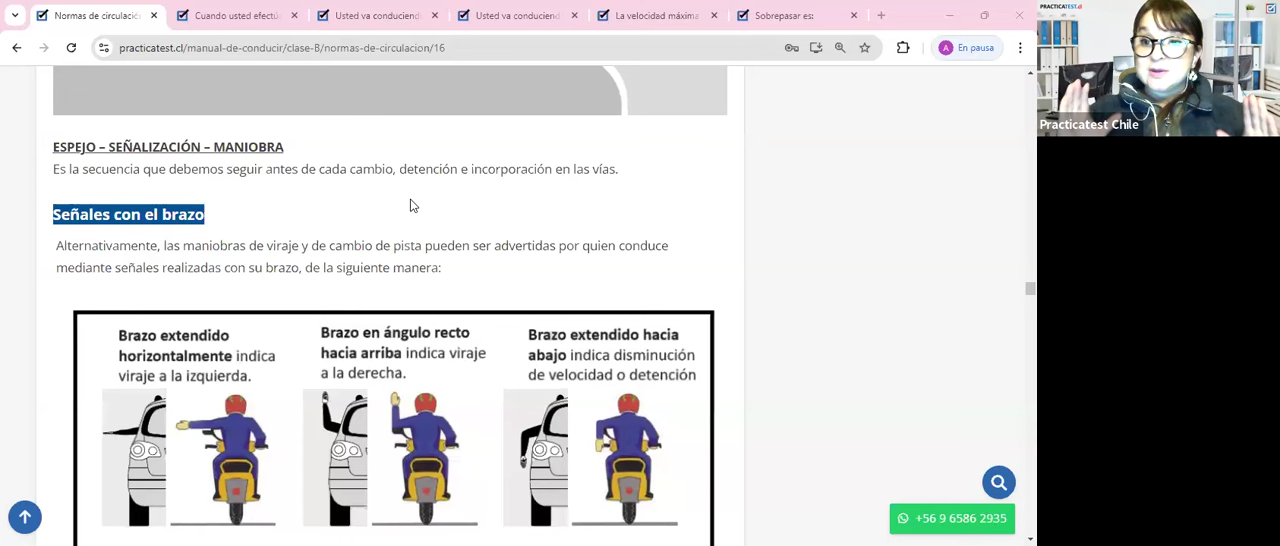 Normas de circulació
Cuando usted efectú
Usted va conduciend
Usted va conduciend
La velocidad máxima
Sobrepasar es:
practicatest.cl/manual-de-conducir/clase-B/normas-de-circulacion/16
A En pausa
PRACTICATEST.cl
Practicatest Chile
ESPEJO – SEÑALIZACIÓN – MANIOBRA
Es la secuencia que debemos seguir antes de cada cambio, detención e incorporación en las vías.
Señales con el brazo
Alternativamente, las maniobras de viraje y de cambio de pista pueden ser advertidas por quien conduce
mediante señales realizadas con su brazo, de la siguiente manera:
Brazo extendido
horizontalmente indica
viraje a la izquierda.
Brazo en ángulo recto
hacia arriba indica viraje
a la derecha.
Brazo extendido hacia
abajo indica disminución
de velocidad o detención
+56 9 6586 2935